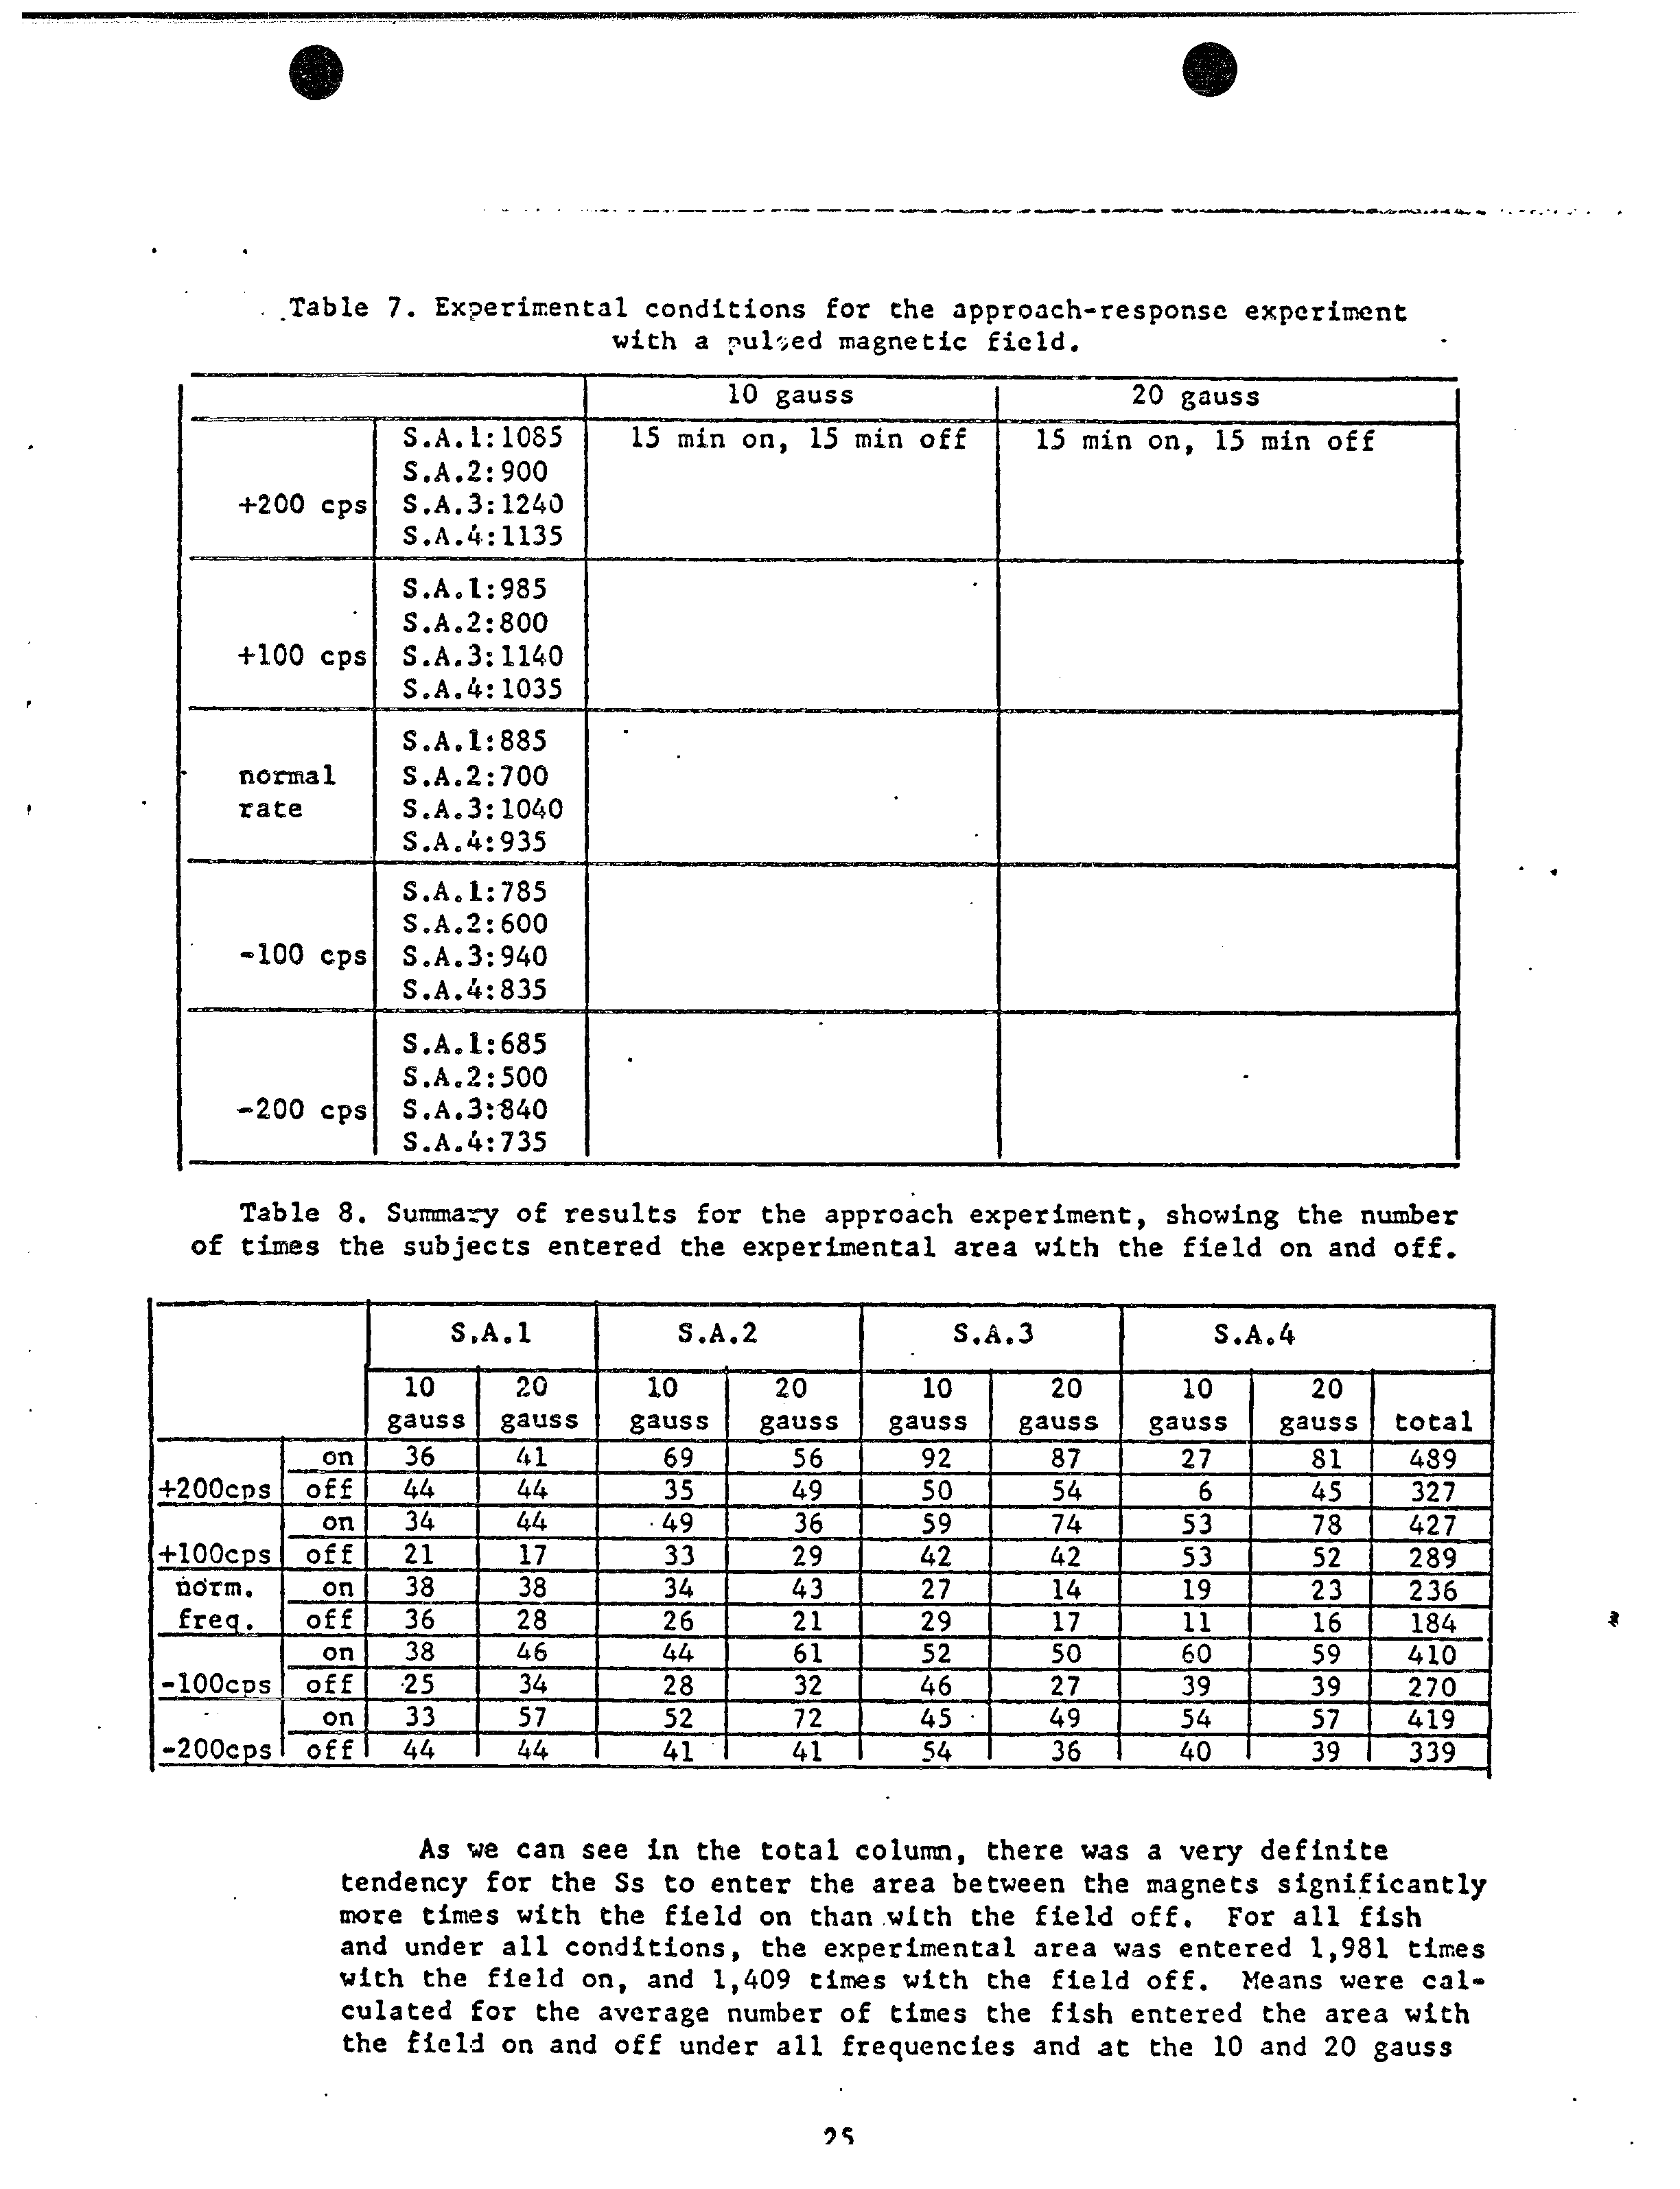 Table 7. Experimental conditions for the approach-response experiment
with a pulsed magnetic field.
10 gauss 20 gauss
S.A.1:1085 15 min on, 15 min off 15 min on, 15 min off
S.A.2:900
+200 cps S.A.3:1240
S.A.4:1135
S.A.1:985
S.A.2:800
+100 cps S.A.3:1140
S.A.4:1035
S.A.1:885
normal S.A.2:700
rate S.A.3:1040
S.A.4:935
S.A.1:785
S.A.2:600
-100 cps S.A.3:940
S.A.4:835
S.A.1:685
S.A.2:500
-200 cps S.A.3:840
S.A.4:735
Table 8. Summary of results for the approach experiment, showing the number
of times the subjects entered the experimental area with the field on and off.
S.A.1 S.A.2 S.A.3 S.A.4
10 20 10 20 10 20 10 20
gauss gauss gauss gauss gauss gauss gauss gauss total
on 36 41 69 56 92 87 27 81 489
+200cps off 44 44 35 49 50 54 6 45 327
on 34 44 49 36 59 74 53 78 427
+100cps off 21 17 33 29 42 42 53 52 289
norm. on 38 38 34 43 27 14 19 23 236
freq. off 36 28 26 21 29 17 11 16 184
on 38 46 44 61 52 50 60 59 410
-100cps off 25 34 28 32 46 27 39 39 270
on 33 57 52 72 45 49 54 57 419
-200cps off 44 44 41 41 54 36 40 39 339
As we can see in the total column, there was a very definite
tendency for the Ss to enter the area between the magnets significantly
more times with the field on than with the field off. For all fish
and under all conditions, the experimental area was entered 1,981 times
with the field on, and 1,409 times with the field off. Means were cal-
culated for the average number of times the fish entered the area with
the field on and off under all frequencies and at the 10 and 20 gauss
25